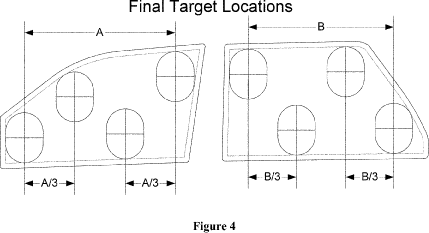 Final Target Locations
A
B
A/3
A/3
B/3
B/3
Figure 4